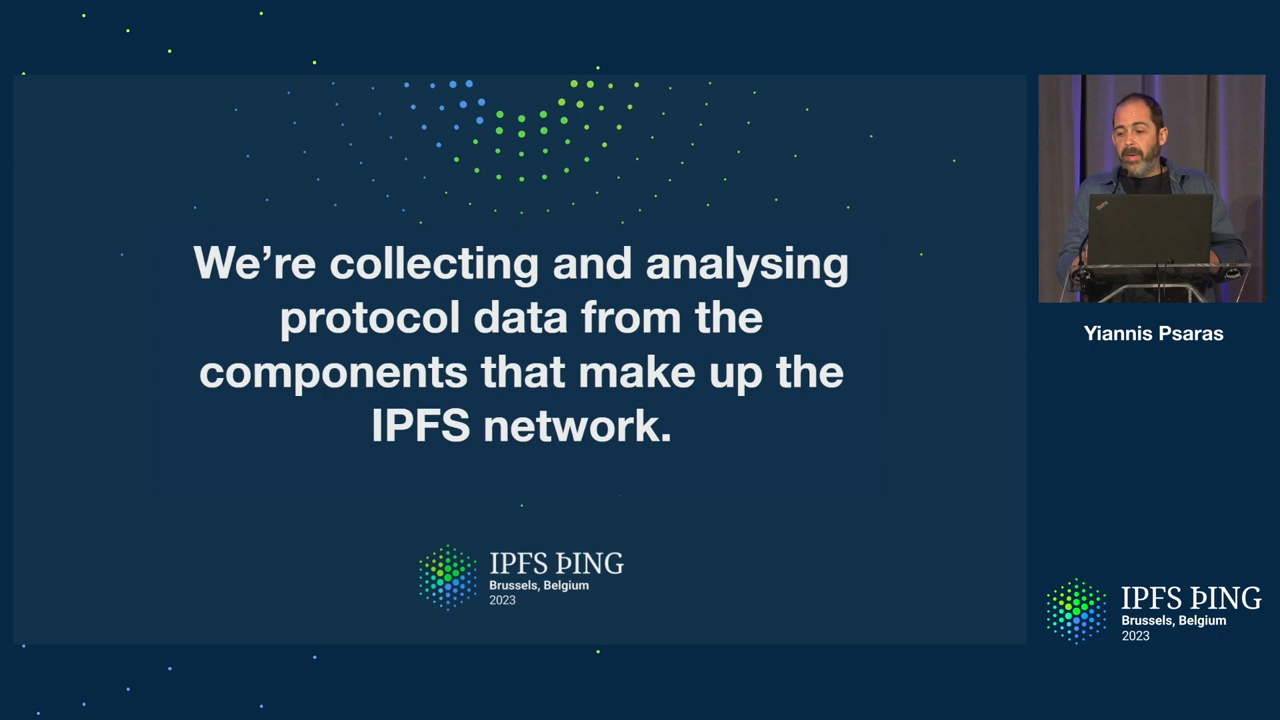 We’re collecting and analysing
protocol data from the
components that make up the
IPFS network.
IPFS ÞING
Brussels, Belgium
2023
Yiannis Psaras
IPFS ÞING
Brussels, Belgium
2023